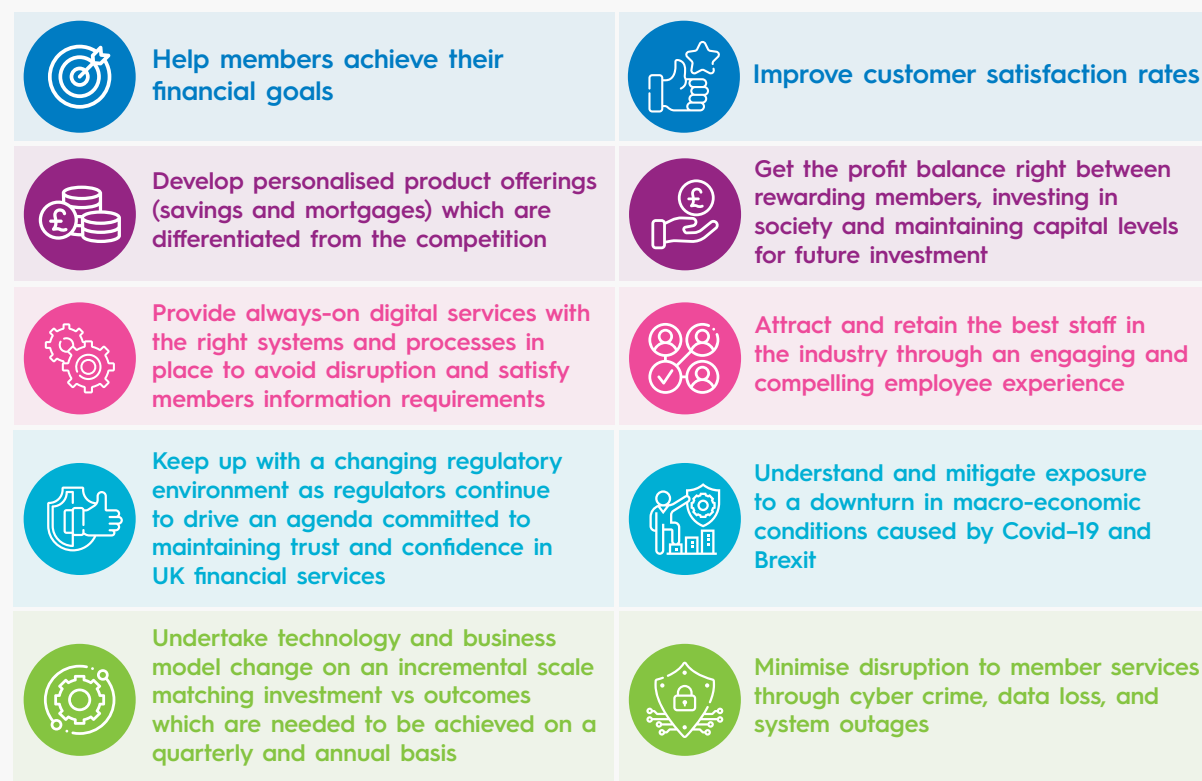 Help members achieve their
financial goals
Improve customer satisfaction rates
Develop personalised product offerings
(savings and mortgages) which are
differentiated from the competition
Get the profit balance right between
rewarding members, investing in
society and maintaining capital levels
for future investment
Provide always-on digital services with
the right systems and processes in
place to avoid disruption and satisfy
members information requirements
Attract and retain the best staff in
the industry through an engaging and
compelling employee experience
Keep up with a changing regulatory
environment as regulators continue
to drive an agenda committed to
maintaining trust and confidence in
UK financial services
Understand and mitigate exposure
to a downturn in macro-economic
conditions caused by Covid-19 and
Brexit
Undertake technology and business
model change on an incremental scale
matching investment vs outcomes
which are needed to be achieved on a
quarterly and annual basis
Minimise disruption to member services
through cyber crime, data loss, and
system outages